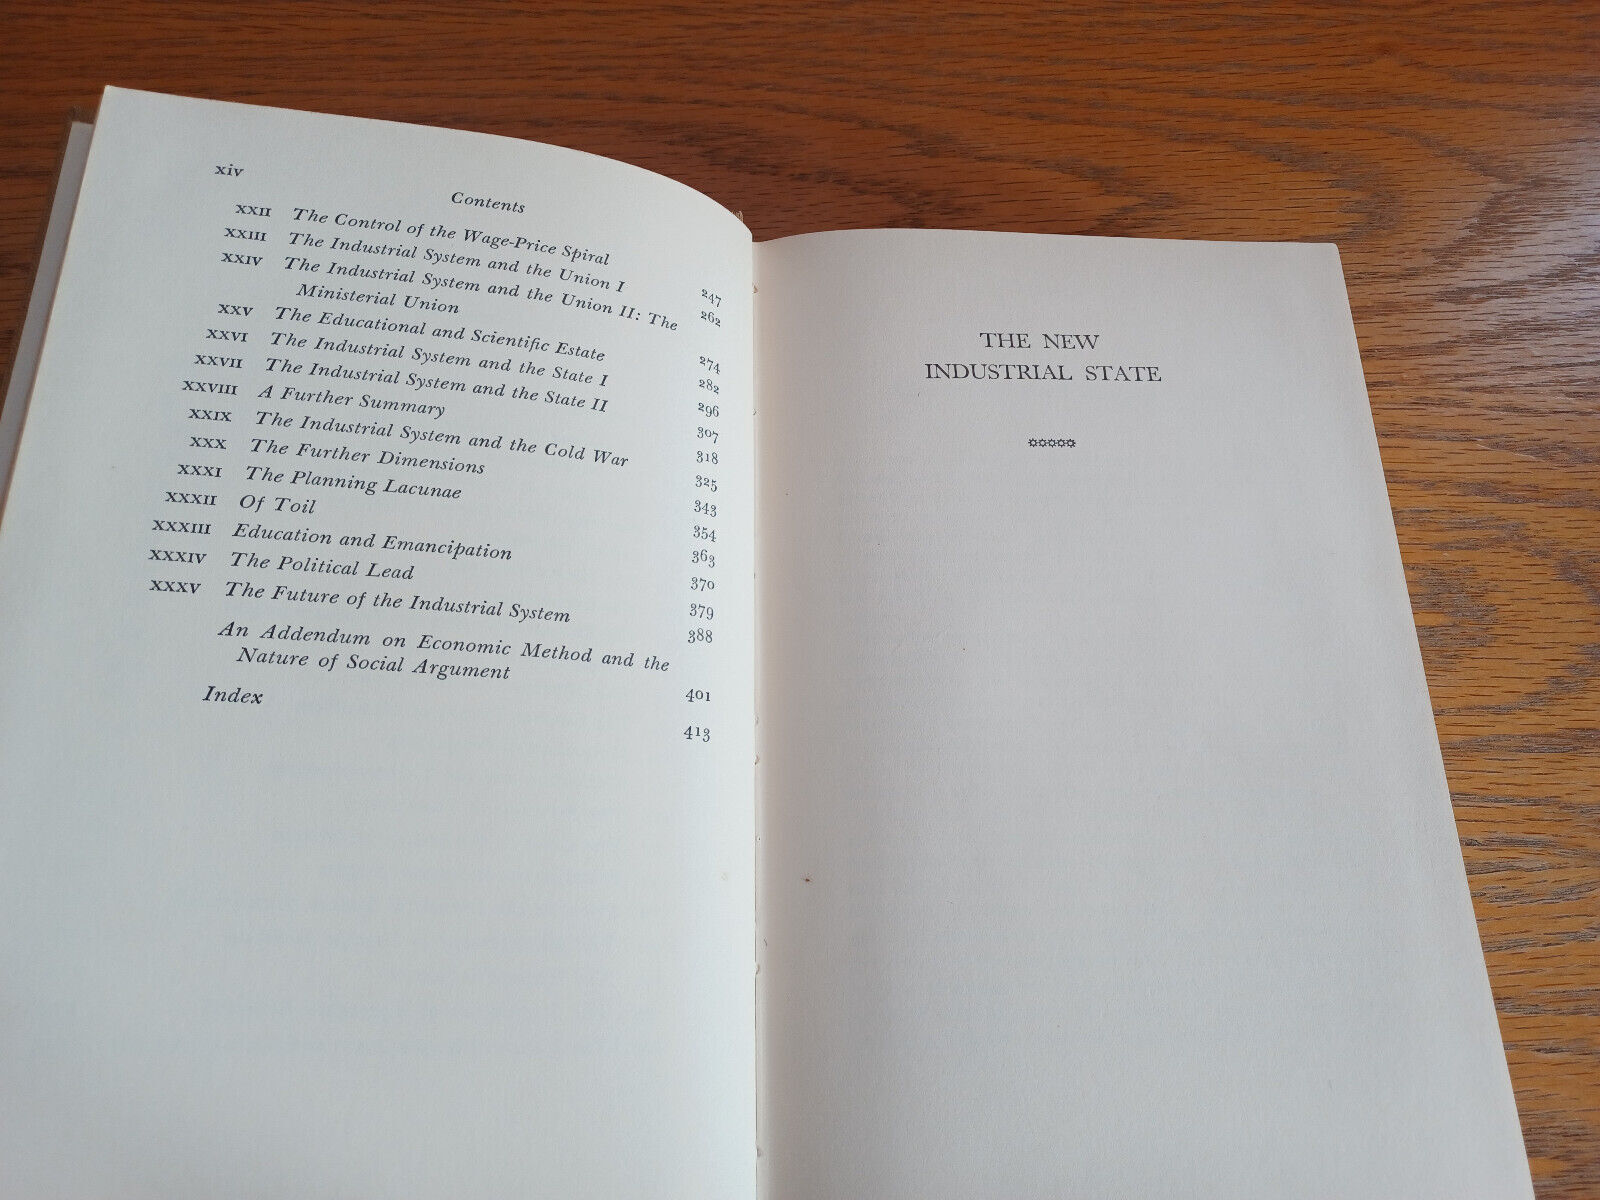 xiv
Contents
XXII The Control of the Wage-Price Spiral 247
XXIII The Industrial System and the Union I 262
XXIV The Industrial System and the Union II: The
Ministerial Union 274
XXV The Educational and Scientific Estate 282
XXVI The Industrial System and the State I 296
XXVII The Industrial System and the State II 307
XXVIII A Further Summary 318
XXIX The Industrial System and the Cold War 325
XXX The Further Dimensions 343
XXXI The Planning Lacunae 354
XXXII Of Toil 363
XXXIII Education and Emancipation 370
XXXIV The Political Lead 379
XXXV The Future of the Industrial System 388
An Addendum on Economic Method and the
Nature of Social Argument 401
Index 413
THE NEW
INDUSTRIAL STATE